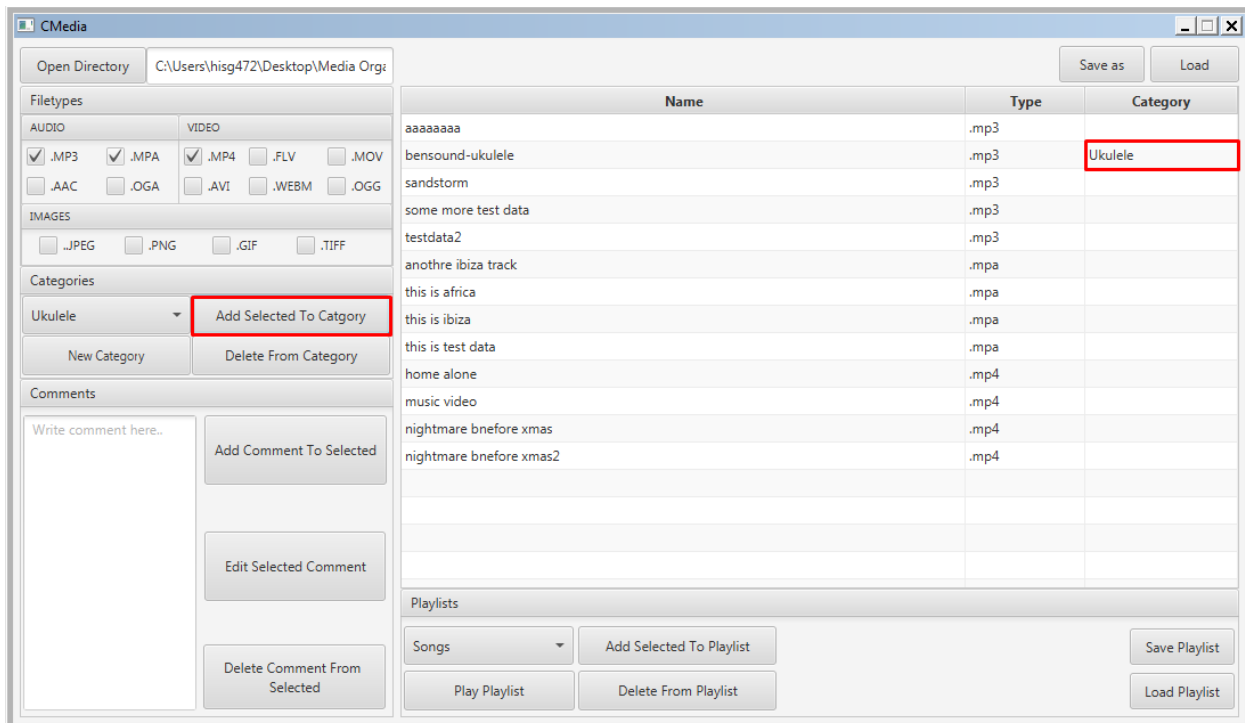 CMedia
Open Directory C:\Users\hisg472\Desktop\Media Orga
Save as Load
Filetypes
AUDIO VIDEO
.MP3 .MPA .MP4 .FLV .MOV
.AAC .OGA .AVI .WEBM .OGG
IMAGES
..JPEG .PNG .GIF .TIFF
Categories
Ukulele Add Selected To Catgory
New Category Delete From Category
Comments
Write comment here..
Add Comment To Selected
Edit Selected Comment
Delete Comment From
Selected
Name Type Category
aaaaaaaa .mp3
bensound-ukulele .mp3 Ukulele
sandstorm .mp3
some more test data .mp3
testdata2 .mp3
anothre ibiza track .mpa
this is africa .mpa
this is ibiza .mpa
this is test data .mpa
home alone .mp4
music video .mp4
nightmare bnefore xmas .mp4
nightmare bnefore xmas2 .mp4
Playlists
Songs Add Selected To Playlist Save Playlist
Play Playlist Delete From Playlist Load Playlist